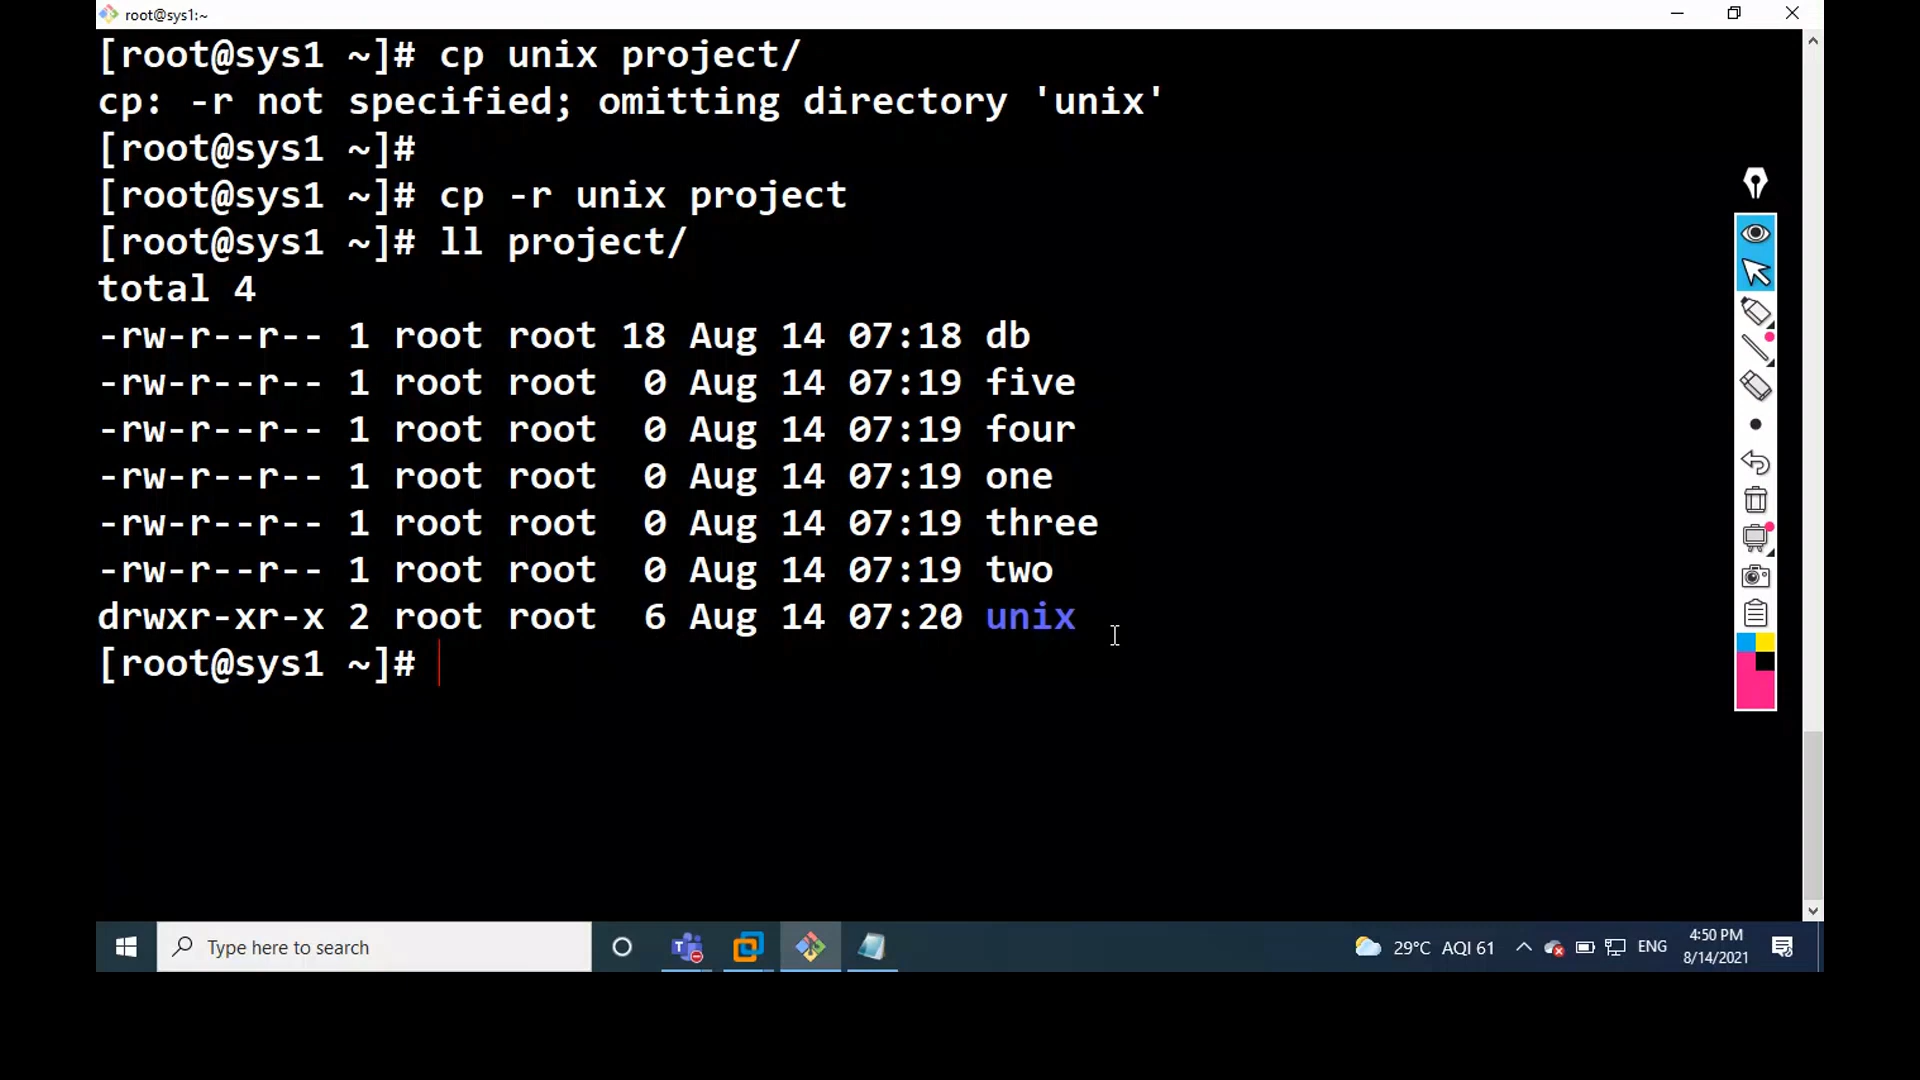 root@sys1:~
[root@sys1 ~]# cp unix project/
cp: -r not specified; omitting directory 'unix'
[root@sys1 ~]#
[root@sys1 ~]# cp -r unix project
[root@sys1 ~]# ll project/
total 4
-rw-r--r-- 1 root root 18 Aug 14 07:18 db
-rw-r--r-- 1 root root  0 Aug 14 07:19 five
-rw-r--r-- 1 root root  0 Aug 14 07:19 four
-rw-r--r-- 1 root root  0 Aug 14 07:19 one
-rw-r--r-- 1 root root  0 Aug 14 07:19 three
-rw-r--r-- 1 root root  0 Aug 14 07:19 two
drwxr-xr-x 2 root root  6 Aug 14 07:20 unix
[root@sys1 ~]#
Type here to search
29°C AQI 61
ENG
4:50 PM
8/14/2021